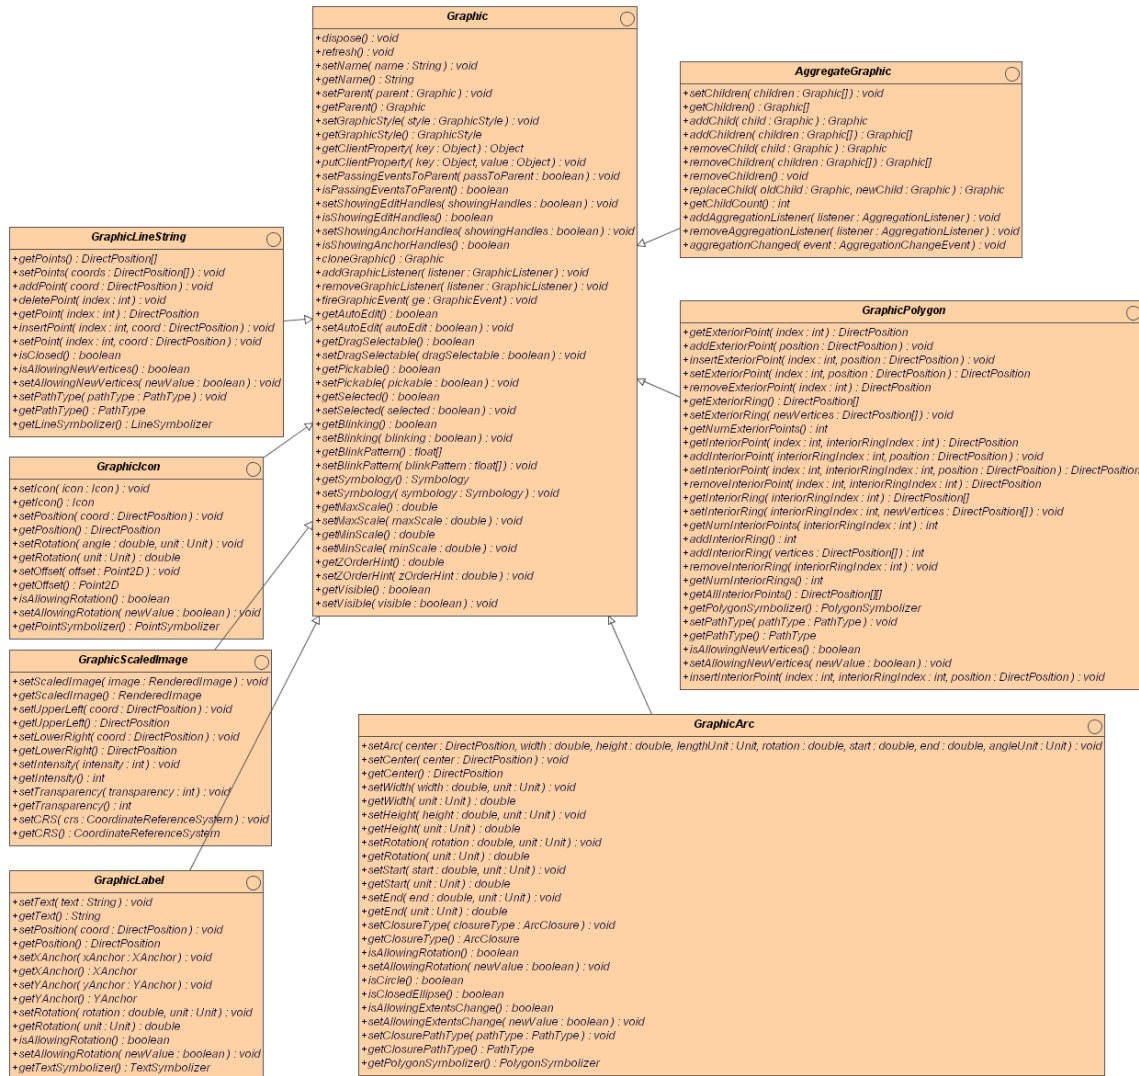 Graphic
+dispose() : void
+refresh() : void
+setName( name : String ) : void
+getName() : String
+setParent( parent : Graphic ) : void
+getParent() : Graphic
+setGraphicStyle( style : GraphicStyle ) : void
+getGraphicStyle() : GraphicStyle
+getClientProperty( key : Object ) : Object
+putClientProperty( key : Object, value : Object ) : void
+setPassingEventsToParent( passToParent : boolean ) : void
+isPassingEventsToParent() : boolean
+setShowingEditHandles( showingHandles : boolean ) : void
+isShowingEditHandles() : boolean
+setShowingAnchorHandles( showingHandles : boolean ) : void
+isShowingAnchorHandles() : boolean
+cloneGraphic() : Graphic
+addGraphicListener( listener : GraphicListener ) : void
+removeGraphicListener( listener : GraphicListener ) : void
+fireGraphicEvent( ge : GraphicEvent ) : void
+getAutoEdit() : boolean
+setAutoEdit( autoEdit : boolean ) : void
+getDragSelectable() : boolean
+setDragSelectable( dragSelectable : boolean ) : void
+getPickable() : boolean
+setPickable( pickable : boolean ) : void
+getSelected() : boolean
+setSelected( selected : boolean ) : void
+getBlinking() : boolean
+setBlinking( blinking : boolean ) : void
+getBlinkPattern() : float[]
+setBlinkPattern( blinkPattern : float[] ) : void
+getSymbology() : Symbology
+setSymbology( symbology : Symbology ) : void
+getMaxScale() : double
+setMaxScale( maxScale : double ) : void
+getMinScale() : double
+setMinScale( minScale : double ) : void
+getZOrderHint() : double
+setZOrderHint( zOrderHint : double ) : void
+getVisible() : boolean
+setVisible( visible : boolean ) : void
AggregateGraphic
+setChildren( children : Graphic[] ) : void
+getChildren() : Graphic[]
+addChild( child : Graphic ) : Graphic
+addChildren( children : Graphic[] ) : Graphic[]
+removeChild( child : Graphic ) : Graphic
+removeChildren( children : Graphic[] ) : Graphic[]
+removeChildren() : void
+replaceChild( oldChild : Graphic, newChild : Graphic ) : Graphic
+getChildCount() : int
+addAggregationListener( listener : AggregationListener ) : void
+removeAggregationListener( listener : AggregationListener ) : void
+aggregationChanged( event : AggregationChangeEvent ) : void
GraphicLineString
+getPoints() : DirectPosition[]
+setPoints( coords : DirectPosition[] ) : void
+addPoint( coord : DirectPosition ) : void
+deletePoint( index : int ) : void
+getPoint( index : int ) : DirectPosition
+insertPoint( index : int, coord : DirectPosition ) : void
+setPoint( index : int, coord : DirectPosition ) : void
+isClosed() : boolean
+isAllowingNewVertices() : boolean
+setAllowingNewVertices( newValue : boolean ) : void
+setPathType( pathType : PathType ) : void
+getPathType() : PathType
+getLineSymbolizer() : LineSymbolizer
GraphicPolygon
+getExteriorPoint( index : int ) : DirectPosition
+addExteriorPoint( position : DirectPosition ) : void
+insertExteriorPoint( index : int, position : DirectPosition ) : void
+setExteriorPoint( index : int, position : DirectPosition ) : DirectPosition
+removeExteriorPoint( index : int ) : DirectPosition
+getExteriorRing() : DirectPosition[]
+setExteriorRing( newVertices : DirectPosition[] ) : void
+getNumExteriorPoints() : int
+getInteriorPoint( index : int, interiorRingIndex : int ) : DirectPosition
+addInteriorPoint( interiorRingIndex : int, position : DirectPosition ) : void
+setInteriorPoint( index : int, interiorRingIndex : int, position : DirectPosition ) : DirectPosition
+removeInteriorPoint( index : int, interiorRingIndex : int ) : DirectPosition
+getInteriorRing( interiorRingIndex : int ) : DirectPosition[]
+setInteriorRing( interiorRingIndex : int, newVertices : DirectPosition[] ) : void
+getNumInteriorPoints( interiorRingIndex : int ) : int
+addInteriorRing() : int
+addInteriorRing( vertices : DirectPosition[] ) : int
+removeInteriorRing( interiorRingIndex : int ) : void
+getNumInteriorRings() : int
+getAllInteriorPoints() : DirectPosition[][]
+getPolygonSymbolizer() : PolygonSymbolizer
+setPathType( pathType : PathType ) : void
+getPathType() : PathType
+isAllowingNewVertices() : boolean
+setAllowingNewVertices( newValue : boolean ) : void
+insertInteriorPoint( index : int, interiorRingIndex : int, position : DirectPosition ) : void
GraphicIcon
+setIcon( icon : Icon ) : void
+getIcon() : Icon
+setPosition( coord : DirectPosition ) : void
+getPosition() : DirectPosition
+setRotation( angle : double, unit : Unit ) : void
+getRotation( unit : Unit ) : double
+setOffset( offset : Point2D ) : void
+getOffset() : Point2D
+isAllowingRotation() : boolean
+setAllowingRotation( newValue : boolean ) : void
+getPointSymbolizer() : PointSymbolizer
GraphicScaledImage
+setScaledImage( image : RenderedImage ) : void
+getScaledImage() : RenderedImage
+setUpperLeft( coord : DirectPosition ) : void
+getUpperLeft() : DirectPosition
+setLowerRight( coord : DirectPosition ) : void
+getLowerRight() : DirectPosition
+setIntensity( intensity : int ) : void
+getIntensity() : int
+setTransparency( transparency : int ) : void
+getTransparency() : int
+setCRS( crs : CoordinateReferenceSystem ) : void
+getCRS() : CoordinateReferenceSystem
GraphicLabel
+setText( text : String ) : void
+getText() : String
+setPosition( coord : DirectPosition ) : void
+getPosition() : DirectPosition
+setXAnchor( xAnchor : XAnchor ) : void
+getXAnchor() : XAnchor
+setYAnchor( yAnchor : YAnchor ) : void
+getYAnchor() : YAnchor
+setRotation( rotation : double, unit : Unit ) : void
+getRotation( unit : Unit ) : double
+isAllowingRotation() : boolean
+setAllowingRotation( newValue : boolean ) : void
+getTextSymbolizer() : TextSymbolizer
GraphicArc
+setArc( center : DirectPosition, width : double, height : double, lengthUnit : Unit, rotation : double, start : double, end : double, angleUnit : Unit ) : void
+setCenter( center : DirectPosition ) : void
+getCenter() : DirectPosition
+setWidth( width : double, unit : Unit ) : void
+getWidth( unit : Unit ) : double
+setHeight( height : double, unit : Unit ) : void
+getHeight( unit : Unit ) : double
+setRotation( rotation : double, unit : Unit ) : void
+getRotation( unit : Unit ) : double
+setStart( start : double, unit : Unit ) : void
+getStart( unit : Unit ) : double
+setEnd( end : double, unit : Unit ) : void
+getEnd( unit : Unit ) : double
+setClosureType( closureType : ArcClosure ) : void
+getClosureType() : ArcClosure
+isAllowingRotation() : boolean
+setAllowingRotation( newValue : boolean ) : void
+isCircle() : boolean
+isClosedEllipse() : boolean
+isAllowingExtentsChange() : boolean
+setAllowingExtentsChange( newValue : boolean ) : void
+setClosurePathType( pathType : PathType ) : void
+getClosurePathType() : PathType
+getPolygonSymbolizer() : PolygonSymbolizer